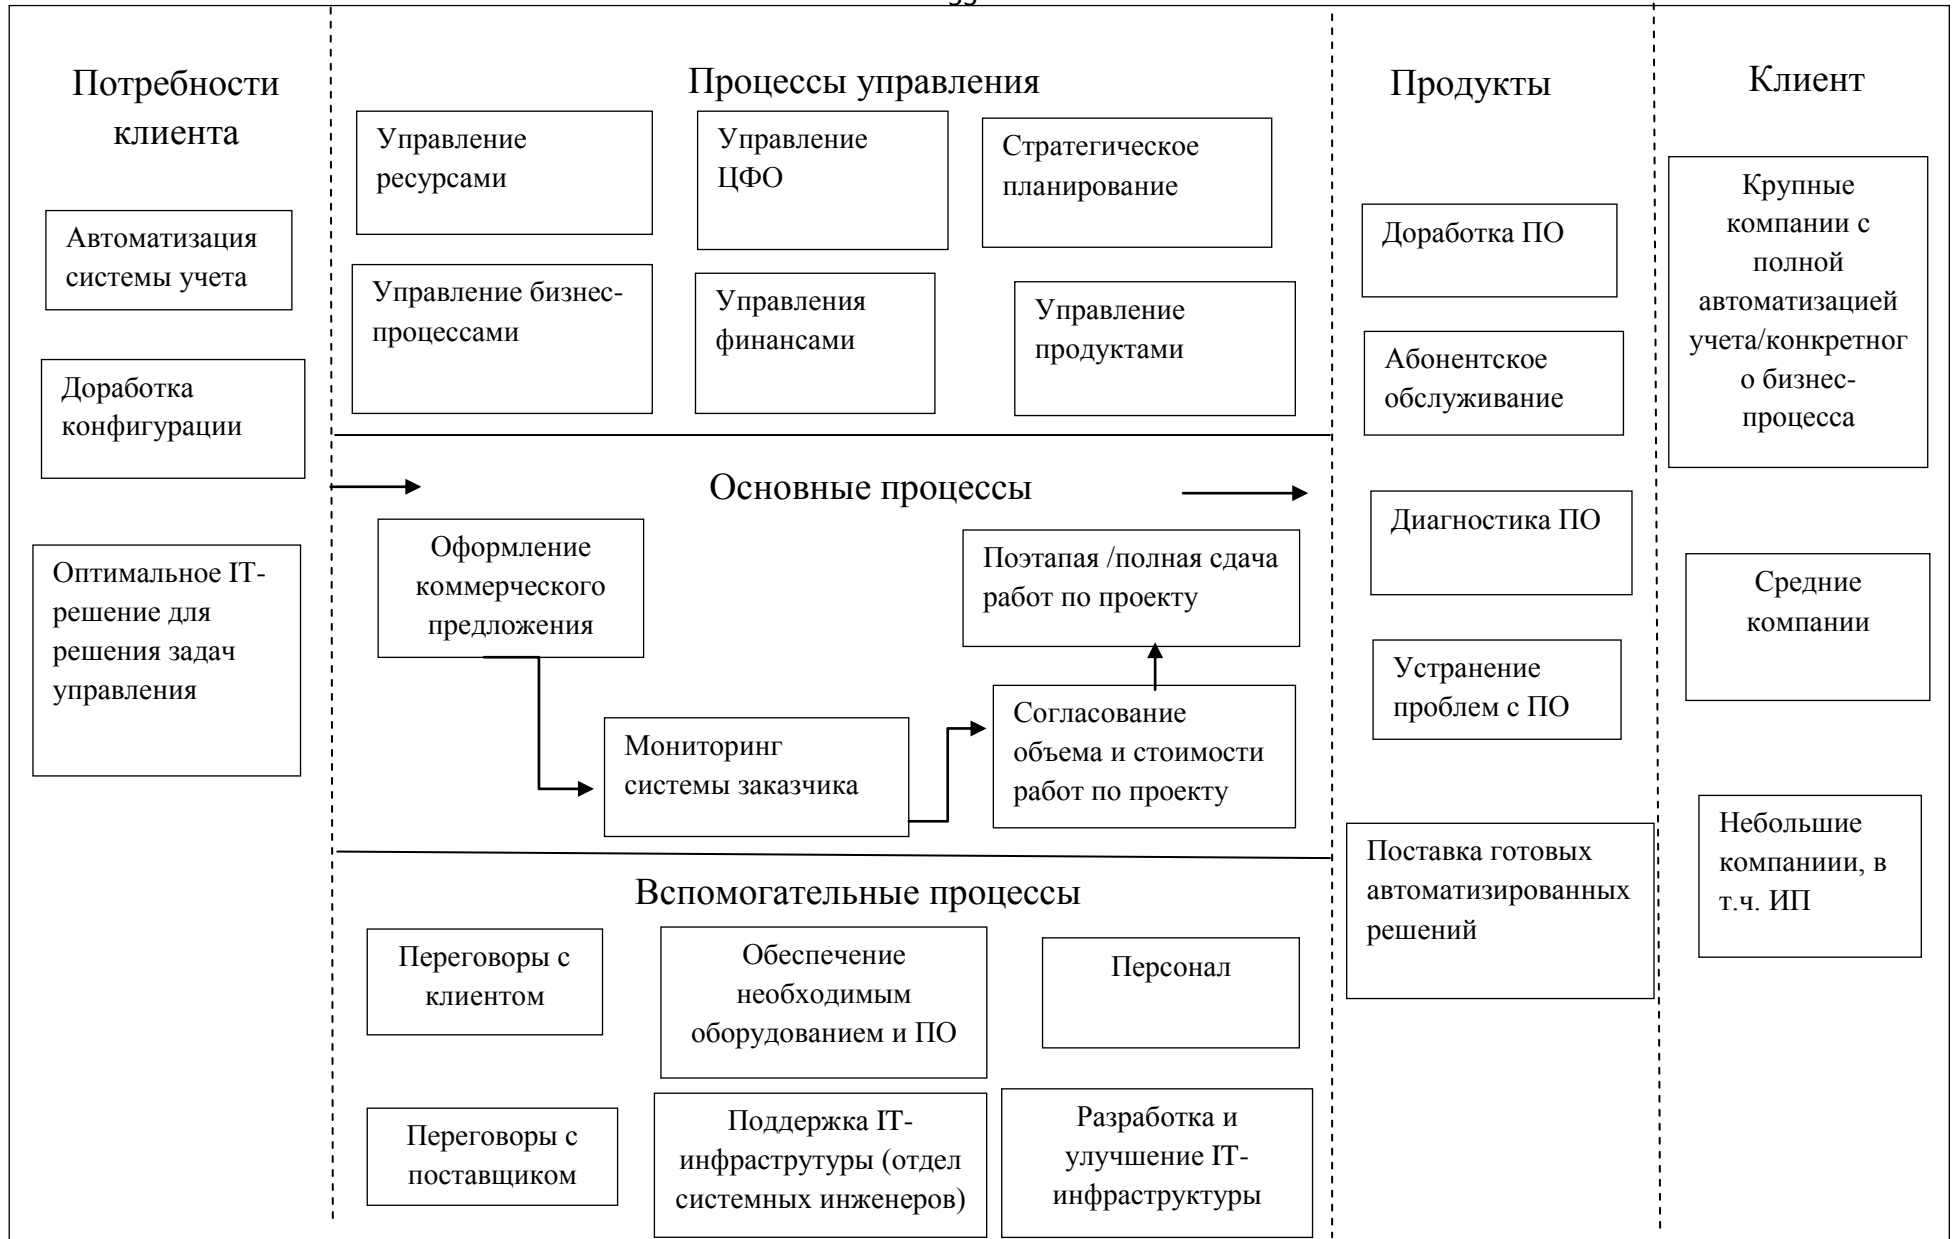 Потребности
клиента
Автоматизация
системы учета
Доработка
конфигурации
Оптимальное IT-
решение для
решения задач
управления
Процессы управления
Управление
ресурсами
Управление
ЦФО
Стратегическое
планирование
Управление бизнес-
процессами
Управления
финансами
Управление
продуктами
Основные процессы
Оформление
коммерческого
предложения
Мониторинг
системы заказчика
Согласование
объема и стоимости
работ по проекту
Поэтапая /полная сдача
работ по проекту
Вспомогательные процессы
Переговоры с
клиентом
Обеспечение
необходимым
оборудованием и ПО
Персонал
Переговоры с
поставщиком
Поддержка IT-
инфраструтуры (отдел
системных инженеров)
Разработка и
улучшение IT-
инфраструктуры
Продукты
Доработка ПО
Абонентское
обслуживание
Диагностика ПО
Устранение
проблем с ПО
Поставка готовых
автоматизированных
решений
Клиент
Крупные
компании с
полной
автоматизацией
учета/конкретног
о бизнес-
процесса
Средние
компании
Небольшие
компаниии, в
т.ч. ИП